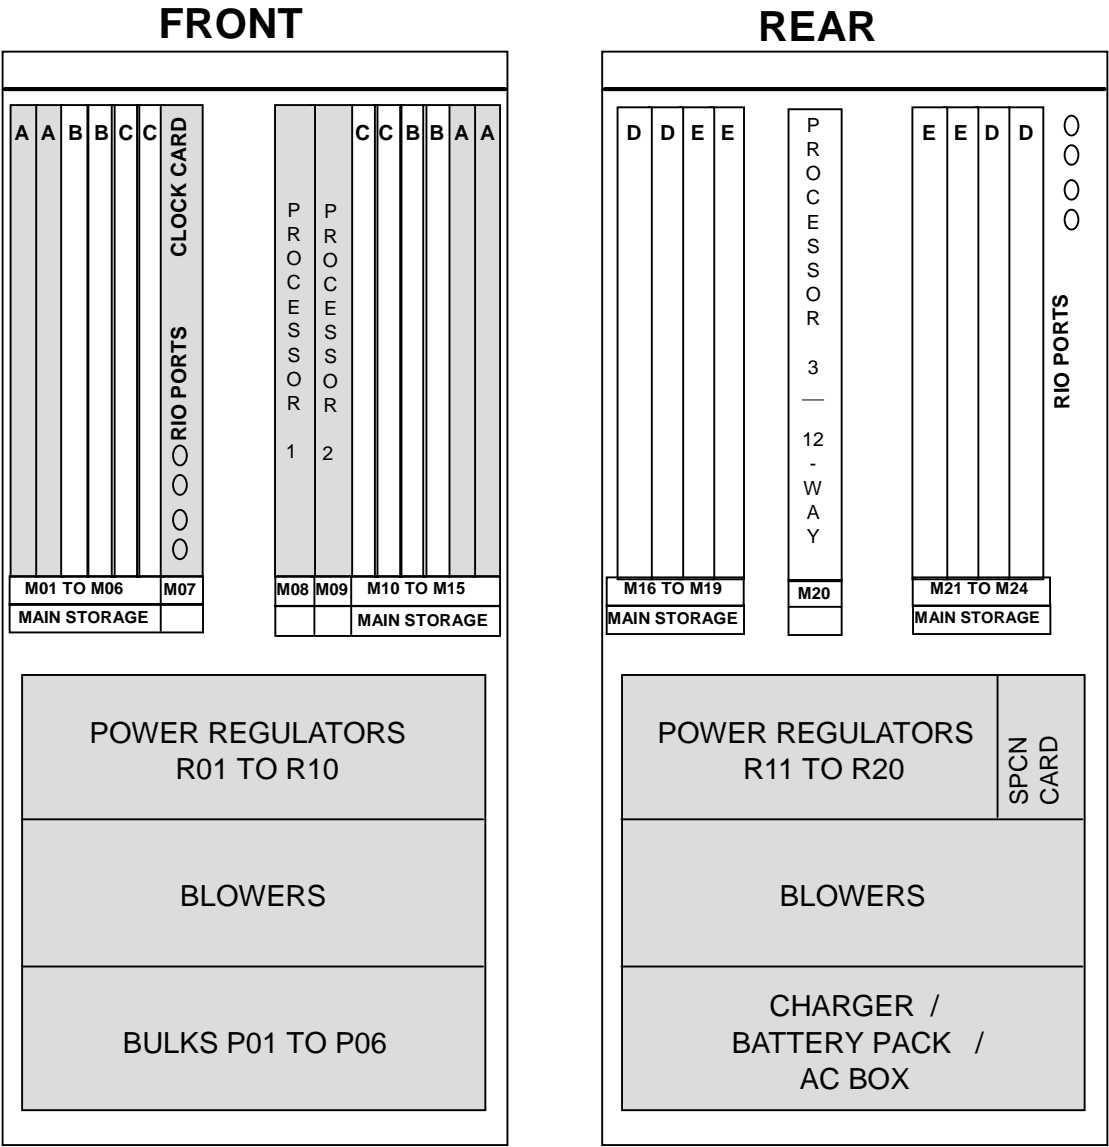 FRONT
A A B B C C CLOCK CARD RIO PORTS
PROCESSOR 1
PROCESSOR 2
C C B B A A
M01 TO M06 M07 M08 M09 M10 TO M15
MAIN STORAGE MAIN STORAGE
POWER REGULATORS
R01 TO R10
BLOWERS
BULKS P01 TO P06
REAR
D D E E
PROCESSOR 3 — 12-WAY
E E D D
RIO PORTS
M16 TO M19 M20 M21 TO M24
MAIN STORAGE MAIN STORAGE
POWER REGULATORS
R11 TO R20
SPCN
CARD
BLOWERS
CHARGER /
BATTERY PACK /
AC BOX